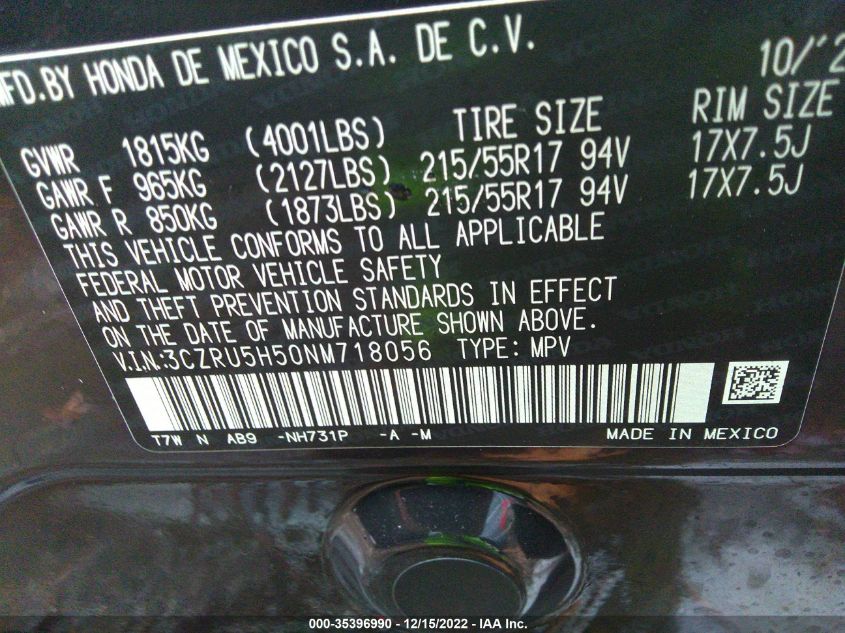 MFD.BY HONDA DE MEXICO S.A. DE C.V. 10/'2
GVWR 1815KG (4001LBS) TIRE SIZE RIM SIZE
GAWR F 965KG (2127LBS) 215/55R17 94V 17X7.5J
GAWR R 850KG (1873LBS) 215/55R17 94V 17X7.5J
THIS VEHICLE CONFORMS TO ALL APPLICABLE
FEDERAL MOTOR VEHICLE SAFETY
AND THEFT PREVENTION STANDARDS IN EFFECT
ON THE DATE OF MANUFACTURE SHOWN ABOVE.
V.I.N:3CZRU5H50NM718056 TYPE: MPV
T7W N AB9 -NH731P -A -M MADE IN MEXICO
000-35396990 - 12/15/2022 - IAA Inc.